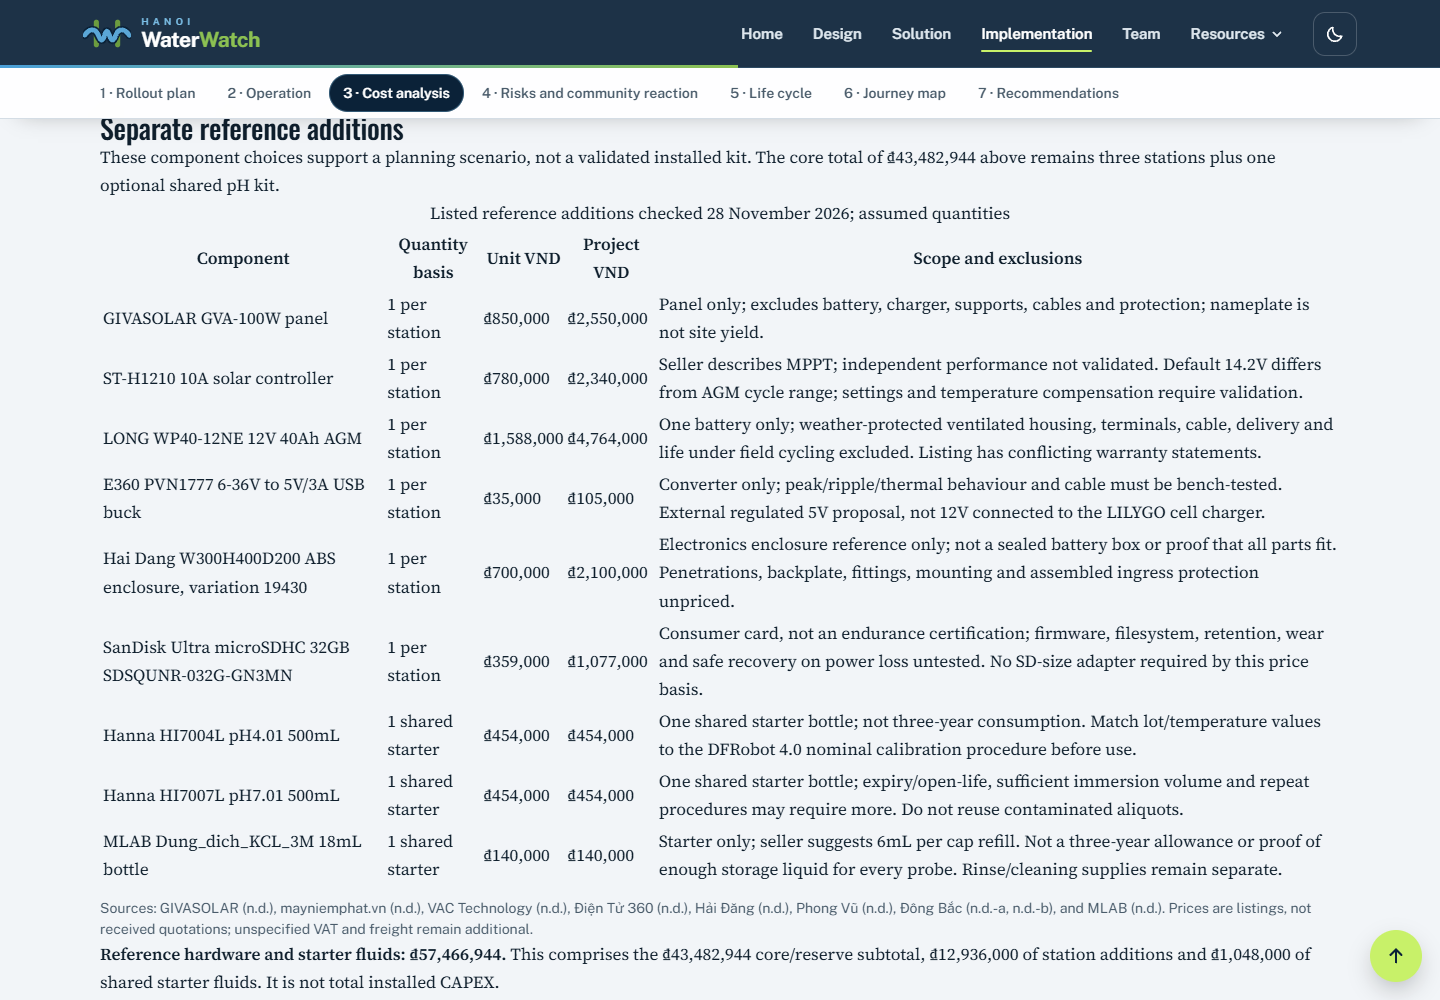 HANOI
WaterWatch
Home
Design
Solution
Implementation
Team
Resources
1 · Rollout plan
2 · Operation
3 · Cost analysis
4 · Risks and community reaction
5 · Life cycle
6 · Journey map
7 · Recommendations
Separate reference additions
These component choices support a planning scenario, not a validated installed kit. The core total of ₫43,482,944 above remains three stations plus one
optional shared pH kit.
Listed reference additions checked 28 November 2026; assumed quantities
Component
Quantity
basis
Unit VND
Project
VND
Scope and exclusions
GIVASOLAR GVA-100W panel
1 per
station
₫850,000
₫2,550,000
Panel only; excludes battery, charger, supports, cables and protection; nameplate is
not site yield.
ST-H1210 10A solar controller
1 per
station
₫780,000
₫2,340,000
Seller describes MPPT; independent performance not validated. Default 14.2V differs
from AGM cycle range; settings and temperature compensation require validation.
LONG WP40-12NE 12V 40Ah AGM
1 per
station
₫1,588,000
₫4,764,000
One battery only; weather-protected ventilated housing, terminals, cable, delivery and
life under field cycling excluded. Listing has conflicting warranty statements.
E360 PVN1777 6-36V to 5V/3A USB
buck
1 per
station
₫35,000
₫105,000
Converter only; peak/ripple/thermal behaviour and cable must be bench-tested.
External regulated 5V proposal, not 12V connected to the LILYGO cell charger.
Hai Dang W300H400D200 ABS
enclosure, variation 19430
1 per
station
₫700,000
₫2,100,000
Electronics enclosure reference only; not a sealed battery box or proof that all parts fit.
Penetrations, backplate, fittings, mounting and assembled ingress protection
unpriced.
SanDisk Ultra microSDHC 32GB
SDSQUNR-032G-GN3MN
1 per
station
₫359,000
₫1,077,000
Consumer card, not an endurance certification; firmware, filesystem, retention, wear
and safe recovery on power loss untested. No SD-size adapter required by this price
basis.
Hanna HI7004L pH4.01 500mL
1 shared
starter
₫454,000
₫454,000
One shared starter bottle; not three-year consumption. Match lot/temperature values
to the DFRobot 4.0 nominal calibration procedure before use.
Hanna HI7007L pH7.01 500mL
1 shared
starter
₫454,000
₫454,000
One shared starter bottle; expiry/open-life, sufficient immersion volume and repeat
procedures may require more. Do not reuse contaminated aliquots.
MLAB Dung_dich_KCL_3M 18mL
bottle
1 shared
starter
₫140,000
₫140,000
Starter only; seller suggests 6mL per cap refill. Not a three-year allowance or proof of
enough storage liquid for every probe. Rinse/cleaning supplies remain separate.
Sources: GIVASOLAR (n.d.), mayniemphat.vn (n.d.), VAC Technology (n.d.), Điện Tử 360 (n.d.), Hải Đăng (n.d.), Phong Vũ (n.d.), Đông Bắc (n.d.-a, n.d.-b), and MLAB (n.d.). Prices are listings, not
received quotations; unspecified VAT and freight remain additional.
Reference hardware and starter fluids: ₫57,466,944. This comprises the ₫43,482,944 core/reserve subtotal, ₫12,936,000 of station additions and ₫1,048,000 of
shared starter fluids. It is not total installed CAPEX.